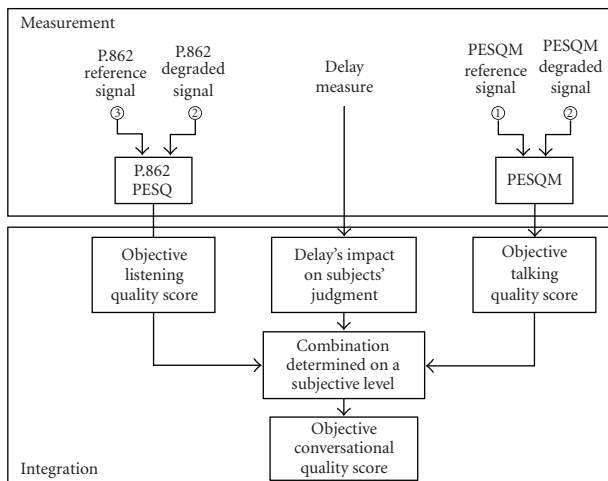 Measurement
P.862
reference
signal
P.862
degraded
signal
Delay
measure
PESQM
reference
signal
PESQM
degraded
signal
3
2
1
2
P.862
PESQ
PESQM
Objective
listening
quality score
Delay's impact
on subjects'
judgment
Objective
talking
quality score
Combination
determined on a
subjective level
Objective
conversational
quality score
Integration